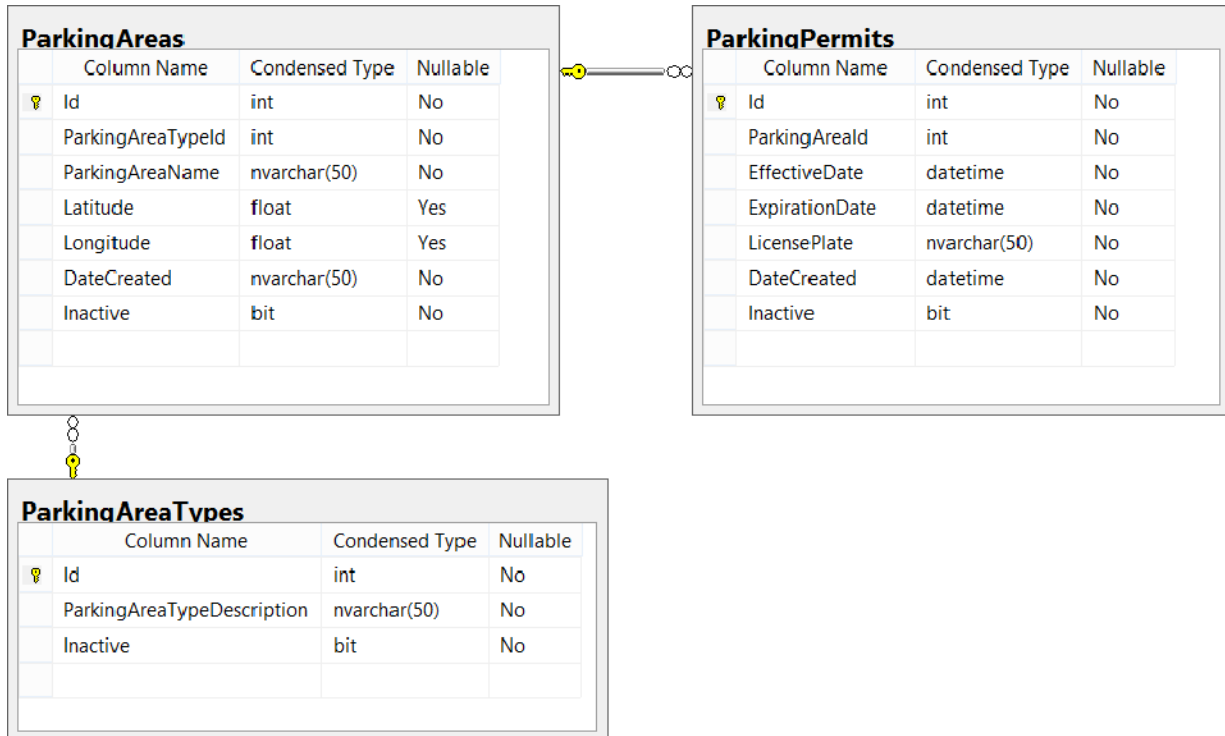 ParkingAreas
Column Name Condensed Type Nullable
Id int No
ParkingAreaTypeId int No
ParkingAreaName nvarchar(50) No
Latitude float Yes
Longitude float Yes
DateCreated nvarchar(50) No
Inactive bit No
ParkingPermits
Column Name Condensed Type Nullable
Id int No
ParkingAreaId int No
EffectiveDate datetime No
ExpirationDate datetime No
LicensePlate nvarchar(50) No
DateCreated datetime No
Inactive bit No
ParkingAreaTypes
Column Name Condensed Type Nullable
Id int No
ParkingAreaTypeDescription nvarchar(50) No
Inactive bit No